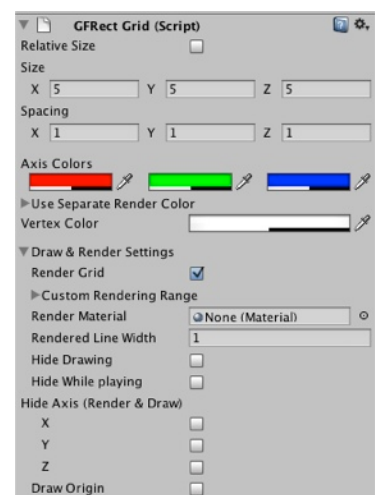 GFRect Grid (Script)
Relative Size
Size
X 5 Y 5 Z 5
Spacing
X 1 Y 1 Z 1
Axis Colors
Use Separate Render Color
Vertex Color
Draw & Render Settings
Render Grid
Custom Rendering Range
Render Material None (Material)
Rendered Line Width 1
Hide Drawing
Hide While playing
Hide Axis (Render & Draw)
X
Y
Z
Draw Origin